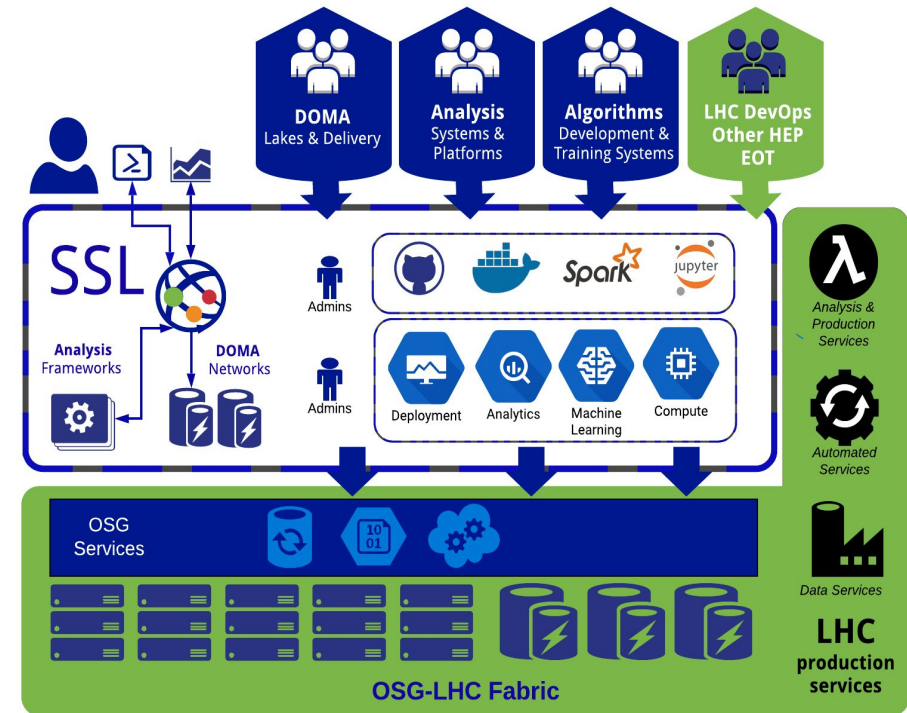 DOMA
Lakes & Delivery
Analysis
Systems &
Platforms
Algorithms
Development &
Training Systems
LHC DevOps
Other HEP
EOT
SSL
Analysis
Frameworks
DOMA
Networks
Admins
Spark
jupyter
Admins
Deployment
Analytics
Machine
Learning
Compute
λ
Analysis &
Production
Services
Automated
Services
Data Services
LHC
production
services
OSG
Services
10
01
OSG-LHC Fabric